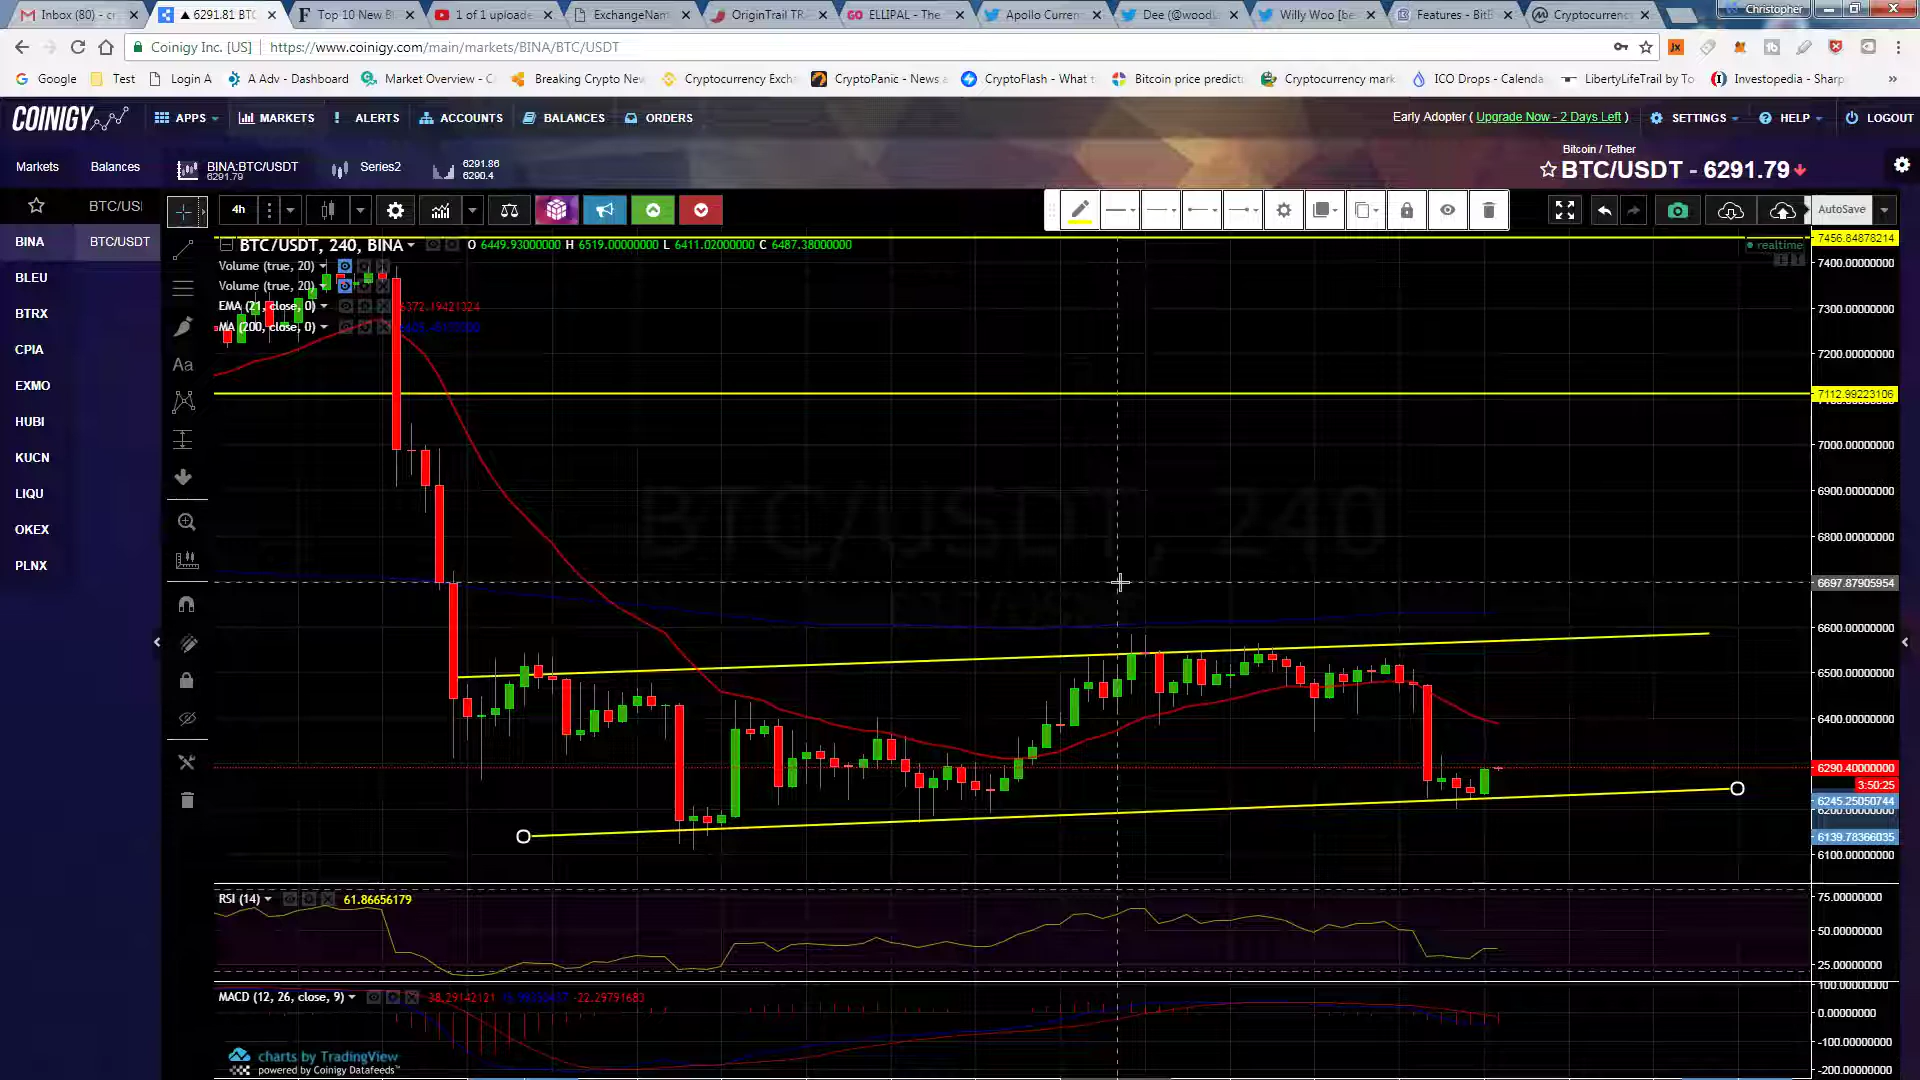 Inbox (80) - cr
6291.81 BTC
Top 10 New B
1 of 1 uploade
ExchangeNam
OriginTrail TR
ELLIPAL - The
Apollo Curren
Dee (@woodl
Willy Woo [be
Features - BitB
Cryptocurrenc
Christopher
Coinigy Inc. [US] | https://www.coinigy.com/main/markets/BINA/BTC/USDT
Google
Test
Login A
A Adv - Dashboard
Market Overview - C
Breaking Crypto New
Cryptocurrency Exch
CryptoPanic - News a
CryptoFlash - What t
Bitcoin price predicti
Cryptocurrency mark
ICO Drops - Calenda
LibertyLifeTrail by To
Investopedia - Sharp
COINIGY
APPS
MARKETS
ALERTS
ACCOUNTS
BALANCES
ORDERS
Early Adopter ( Upgrade Now - 2 Days Left )
SETTINGS
HELP
LOGOUT
Markets
Balances
BINA:BTC/USDT
6291.79
Series2
6291.86
6290.4
Bitcoin / Tether
BTC/USDT - 6291.79
BTC/USI
4h
AutoSave
BINA
BTC/USDT
BLEU
BTRX
CPIA
EXMO
HUBI
KUCN
LIQU
OKEX
PLNX
Aa
BTC/USDT, 240, BINA
O 6449.93000000 H 6519.00000000 L 6411.02000000 C 6487.38000000
realtime
Volume (true, 20)
Volume (true, 20)
EMA (21, close, 0)
6372.19421324
MA (200, close, 0)
BTC/USDT, 240
7456.84878214
7400.00000000
7300.00000000
7200.00000000
7112.99223106
7000.00000000
6900.00000000
6800.00000000
6697.87905954
6600.00000000
6500.00000000
6400.00000000
6290.40000000
3:50:25
6245.25050744
6200.00000000
6139.78366035
6100.00000000
RSI (14)
61.86656179
75.00000000
50.00000000
25.00000000
MACD (12, 26, close, 9)
38.29142121
-22.29791683
100.00000000
0.00000000
-100.00000000
-200.00000000
charts by TradingView
powered by Coinigy Datafeeds